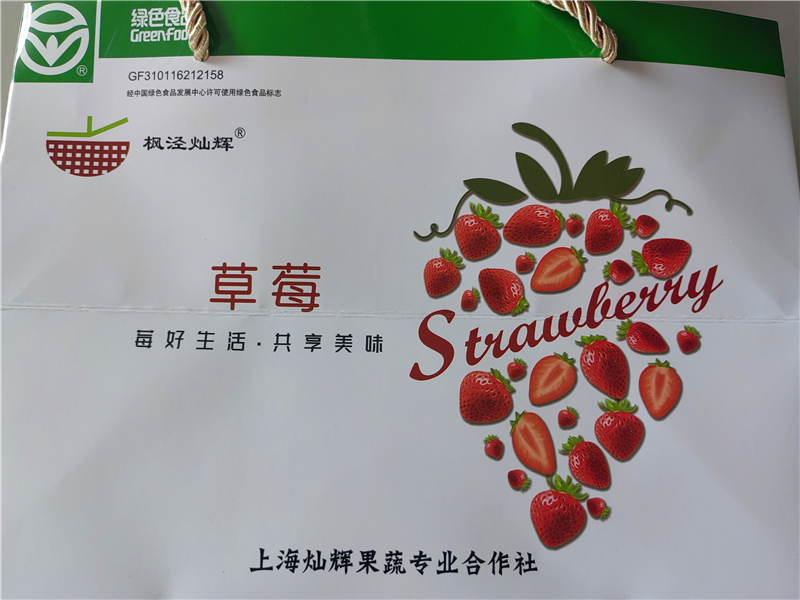 绿色食品
GreenFood
®
GF310116212158
经中国绿色食品发展中心许可使用绿色食品标志
枫泾灿辉®
草莓
莓好生活·共享美味
Strawberry
上海灿辉果蔬专业合作社